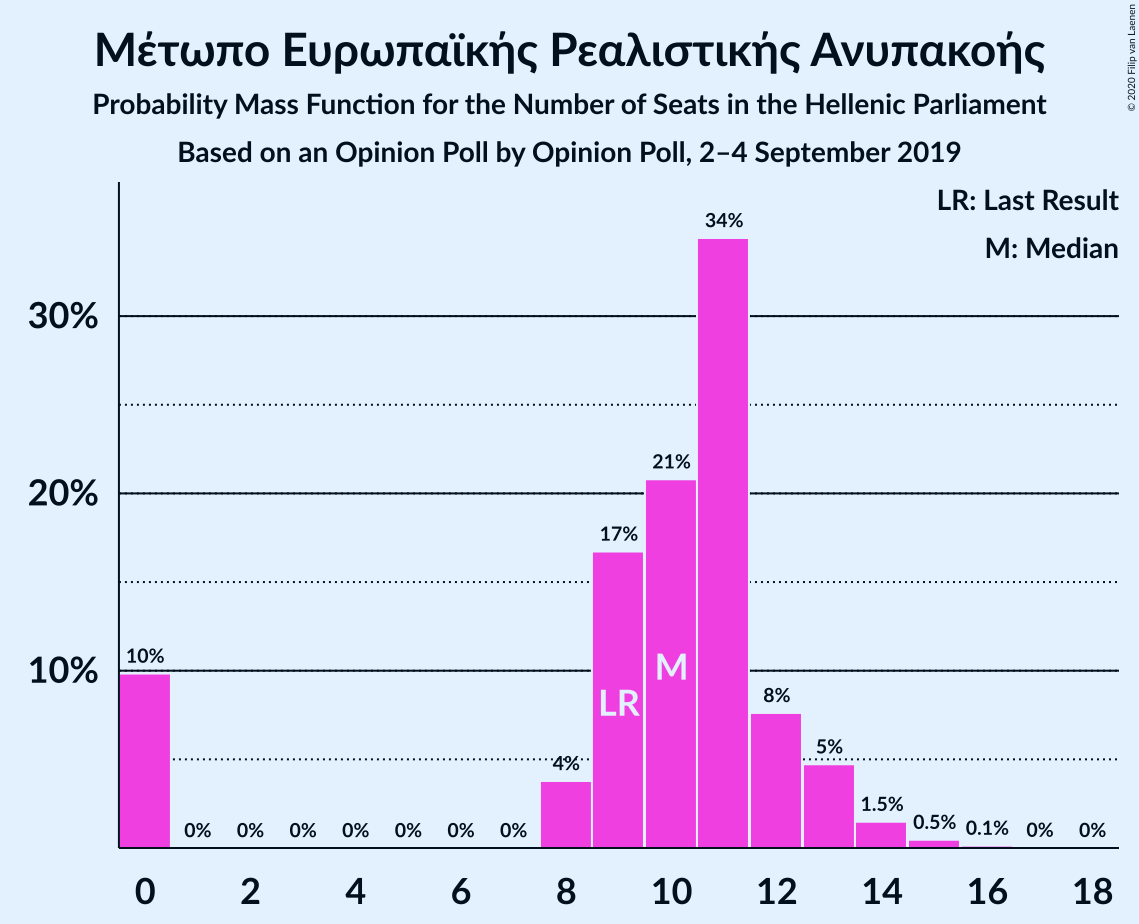 Μέτωπο Ευρωπαϊκής Ρεαλιστικής Ανυπακοής
Probability Mass Function for the Number of Seats in the Hellenic Parliament
Based on an Opinion Poll by Opinion Poll, 2–4 September 2019
© 2020 Filip van Laenen
LR: Last Result
M: Median
34%
30%
21%
20%
17%
10%
10%
M
LR
8%
5%
4%
1.5%
0% 0% 0% 0% 0% 0% 0% 0.5% 0.1% 0% 0%
0 2 4 6 8 10 12 14 16 18